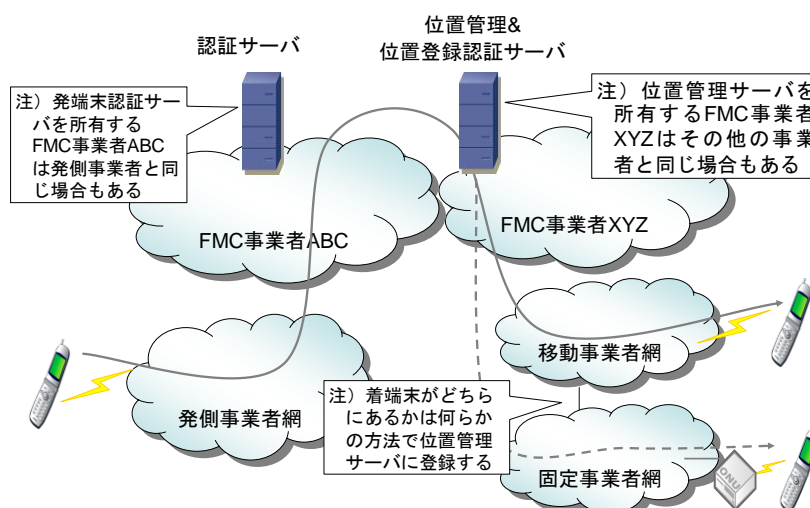 認証サーバ
位置管理&
位置登録認証サーバ
注）発端末認証サー
バを所有する
FMC事業者ABC
は発側事業者と同
じ場合もある
注）位置管理サーバを
所有するFMC事業者
XYZはその他の事業
者と同じ場合もある
FMC事業者ABC
FMC事業者XYZ
移動事業者網
発側事業者網
注）着端末がどちら
にあるかは何らか
の方法で位置管理
サーバに登録する
固定事業者網
ONU